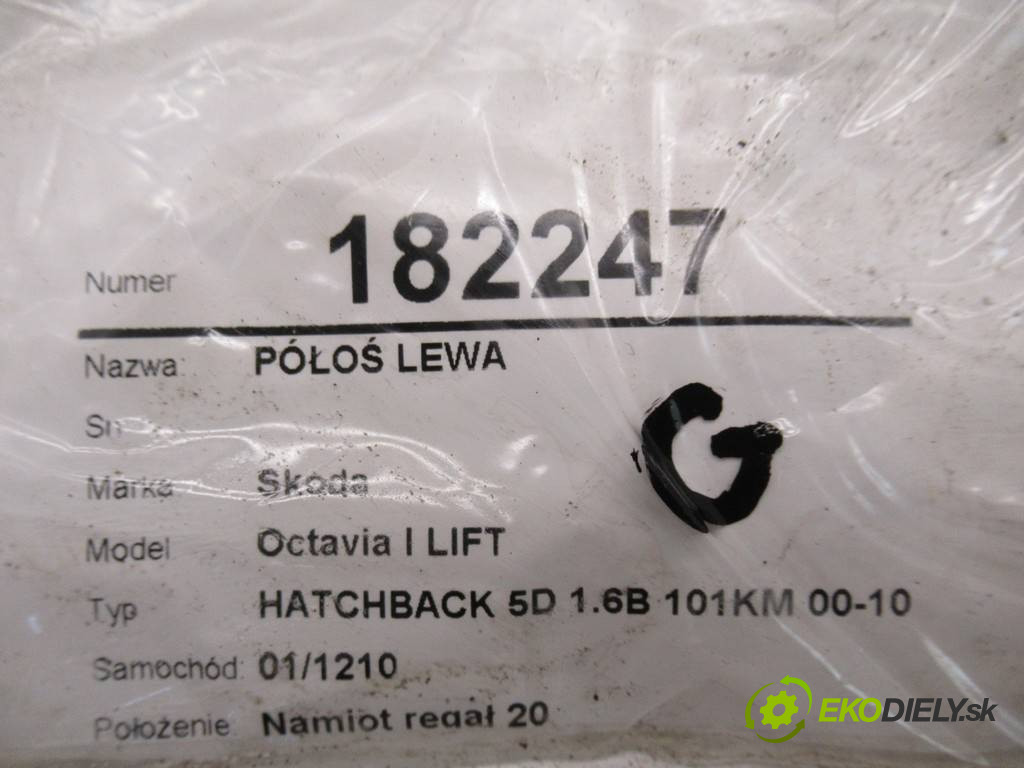 Numer 182247
Nazwa: PÓŁOŚ LEWA
Sn
Marka Skoda
G
Model Octavia I LIFT
Typ HATCHBACK 5D 1.6B 101KM 00-10
Samochód: 01/1210
Położenie: Namiot regał 20
EKODIELY.sk